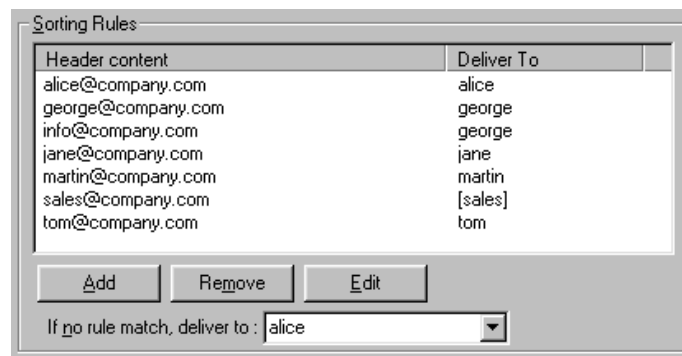 Sorting Rules
Header content Deliver To
alice@company.com alice
george@company.com george
info@company.com george
jane@company.com jane
martin@company.com martin
sales@company.com [sales]
tom@company.com tom
Add Remove Edit
If no rule match, deliver to : alice